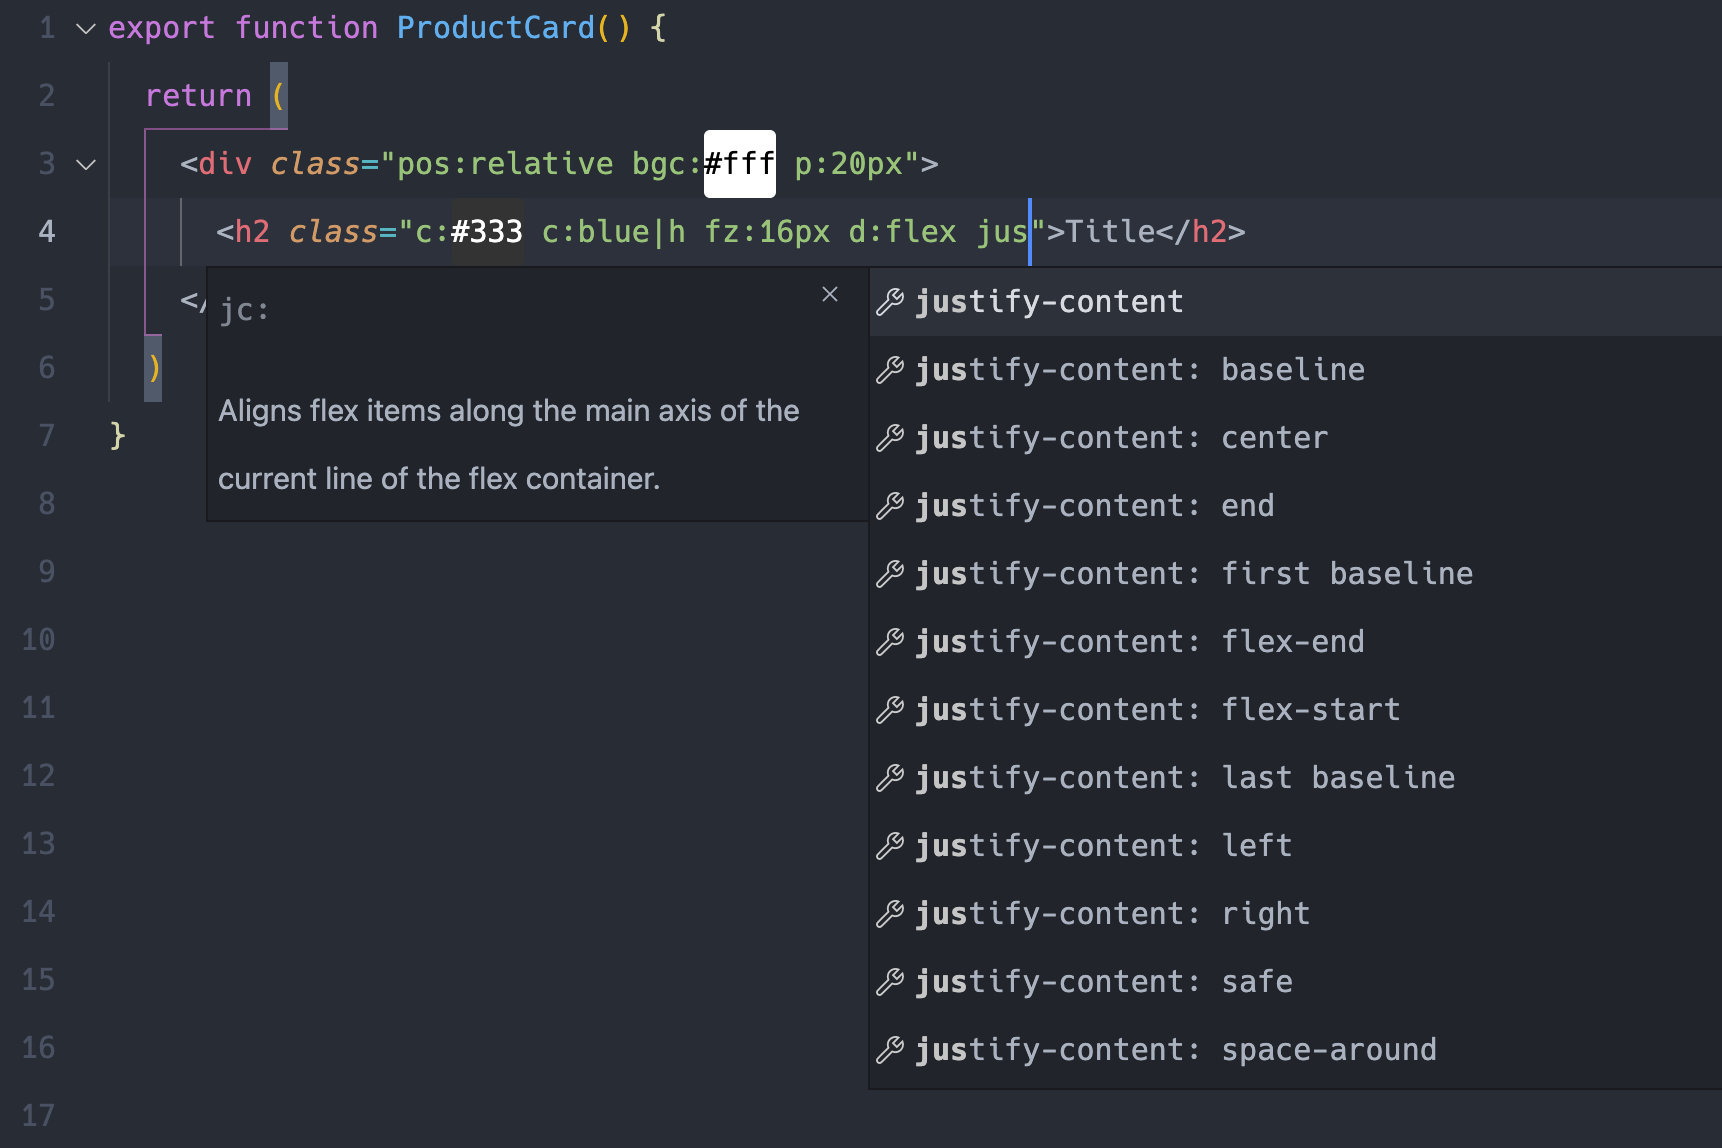 1 export function ProductCard() {
2 return (
3 <div class="pos:relative bgc:#fff p:20px">
4 <h2 class="c:#333 c:blue|h fz:16px d:flex jus">Title</h2>
5 </
6 )
7 }
8
9
10
11
12
13
14
15
16
17
jc:
Aligns flex items along the main axis of the
current line of the flex container.
justify-content
justify-content: baseline
justify-content: center
justify-content: end
justify-content: first baseline
justify-content: flex-end
justify-content: flex-start
justify-content: last baseline
justify-content: left
justify-content: right
justify-content: safe
justify-content: space-around